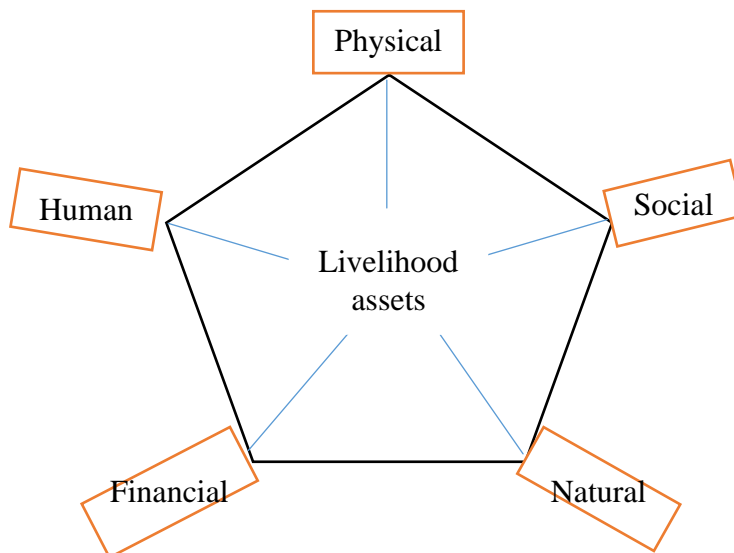 Physical
Human
Social
Livelihood
assets
Financial
Natural